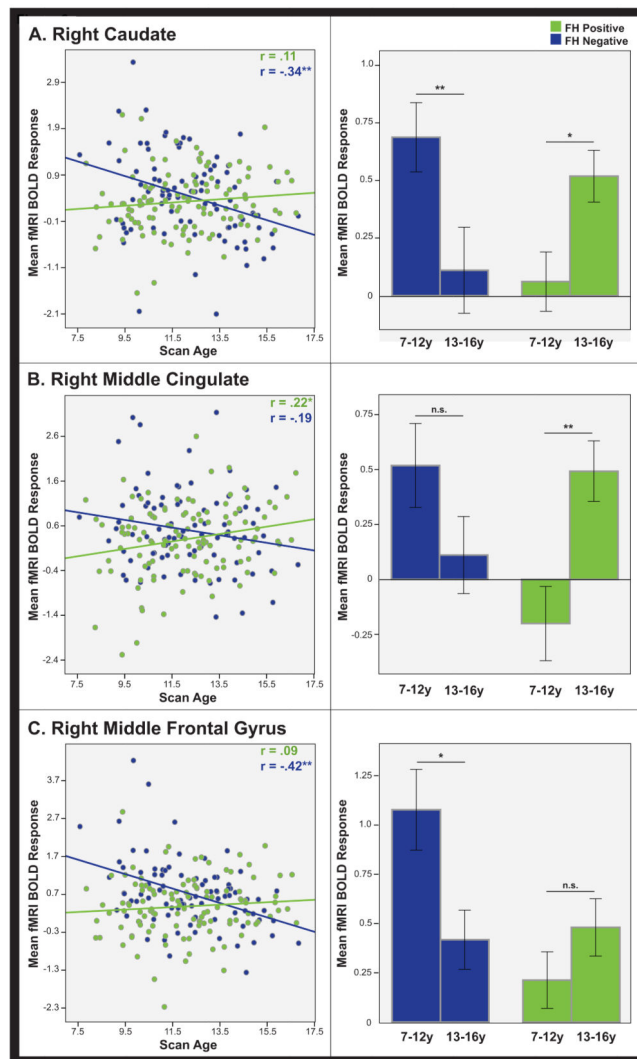 FH Positive
FH Negative
A. Right Caudate
r = .11
r = -.34**
Mean fMRI BOLD Response
2.9
1.9
0.9
-0.1
-1.1
-2.1
7.5 9.5 11.5 13.5 15.5 17.5
Scan Age
Mean fMRI BOLD Response
1.0
0.75
0.5
0.25
0
**
*
7-12y 13-16y 7-12y 13-16y
B. Right Middle Cingulate
r = .22*
r = -.19
Mean fMRI BOLD Response
2.6
1.6
0.6
-0.4
-1.4
-2.4
7.5 9.5 11.5 13.5 15.5 17.5
Scan Age
Mean fMRI BOLD Response
0.75
0.5
0.25
0
-0.25
n.s.
**
7-12y 13-16y 7-12y 13-16y
C. Right Middle Frontal Gyrus
r = .09
r = -.42**
Mean fMRI BOLD Response
3.7
2.7
1.7
0.7
-0.3
-1.3
-2.3
7.5 9.5 11.5 13.5 15.5 17.5
Scan Age
Mean fMRI BOLD Response
1.25
1.0
0.75
0.5
0.25
0
*
n.s.
7-12y 13-16y 7-12y 13-16y